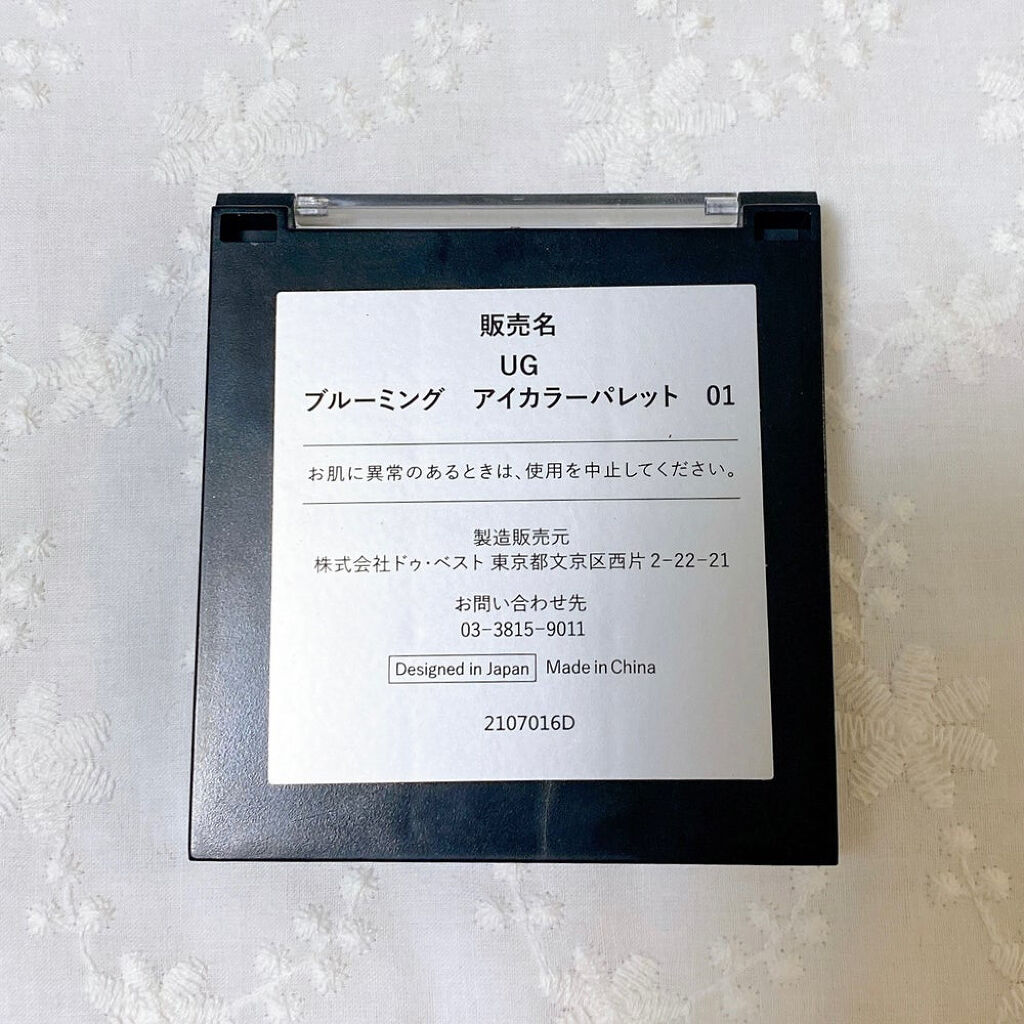 販売名
UG
ブルーミング　アイカラーパレット　01
お肌に異常のあるときは、使用を中止してください。
製造販売元
株式会社ドゥ・ベスト 東京都文京区西片 2-22-21
お問い合わせ先
03-3815-9011
Designed in Japan Made in China
2107016D